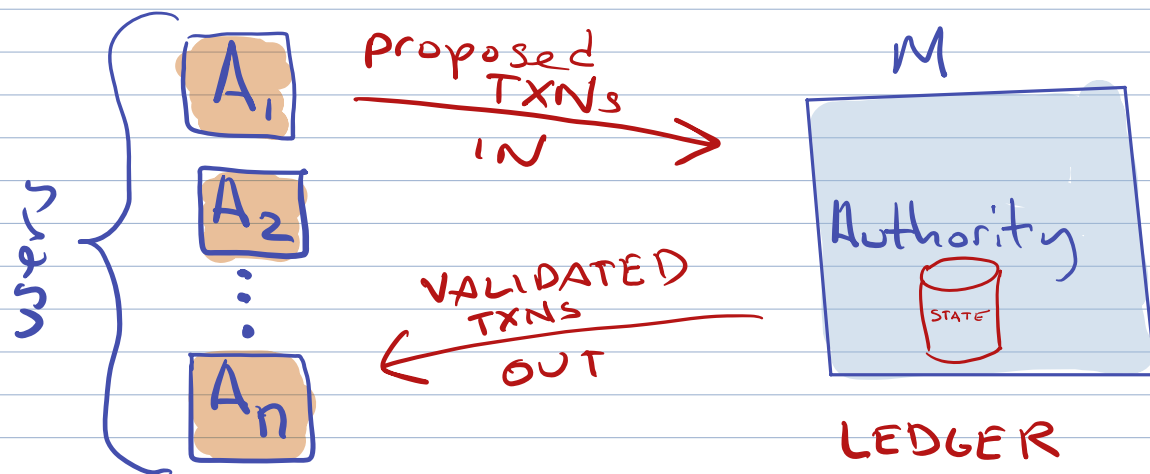 Users
A1
A2
An
Proposed
TXNs
IN
VALIDATED
TXNS
OUT
M
Authority
STATE
LEDGER